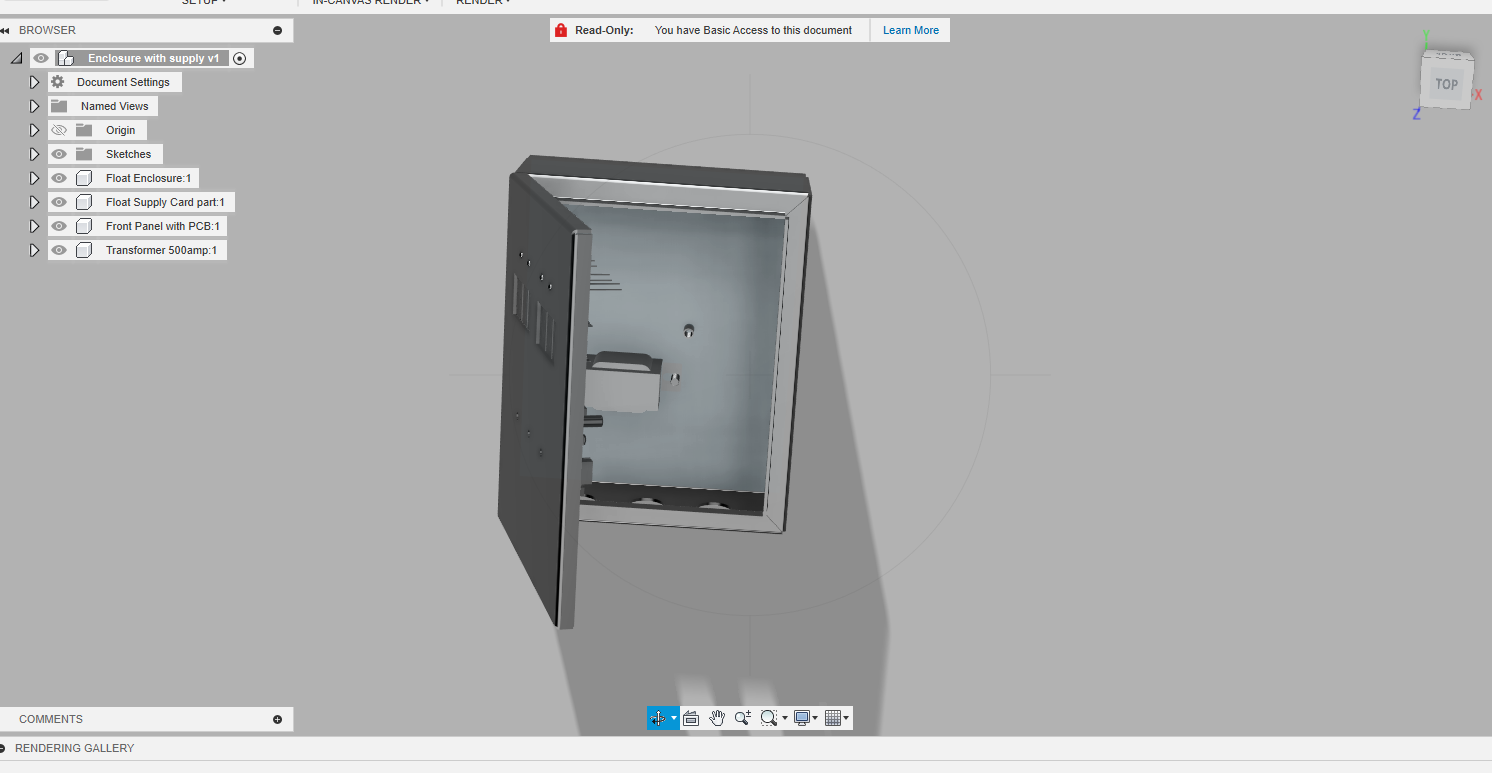 SETUP
IN-CANVAS RENDER
RENDER
BROWSER
Read-Only: You have Basic Access to this document Learn More
Enclosure with supply v1
Document Settings
Named Views
Origin
Sketches
Float Enclosure:1
Float Supply Card part:1
Front Panel with PCB:1
Transformer 500amp:1
Y
TOP
X
Z
COMMENTS
RENDERING GALLERY